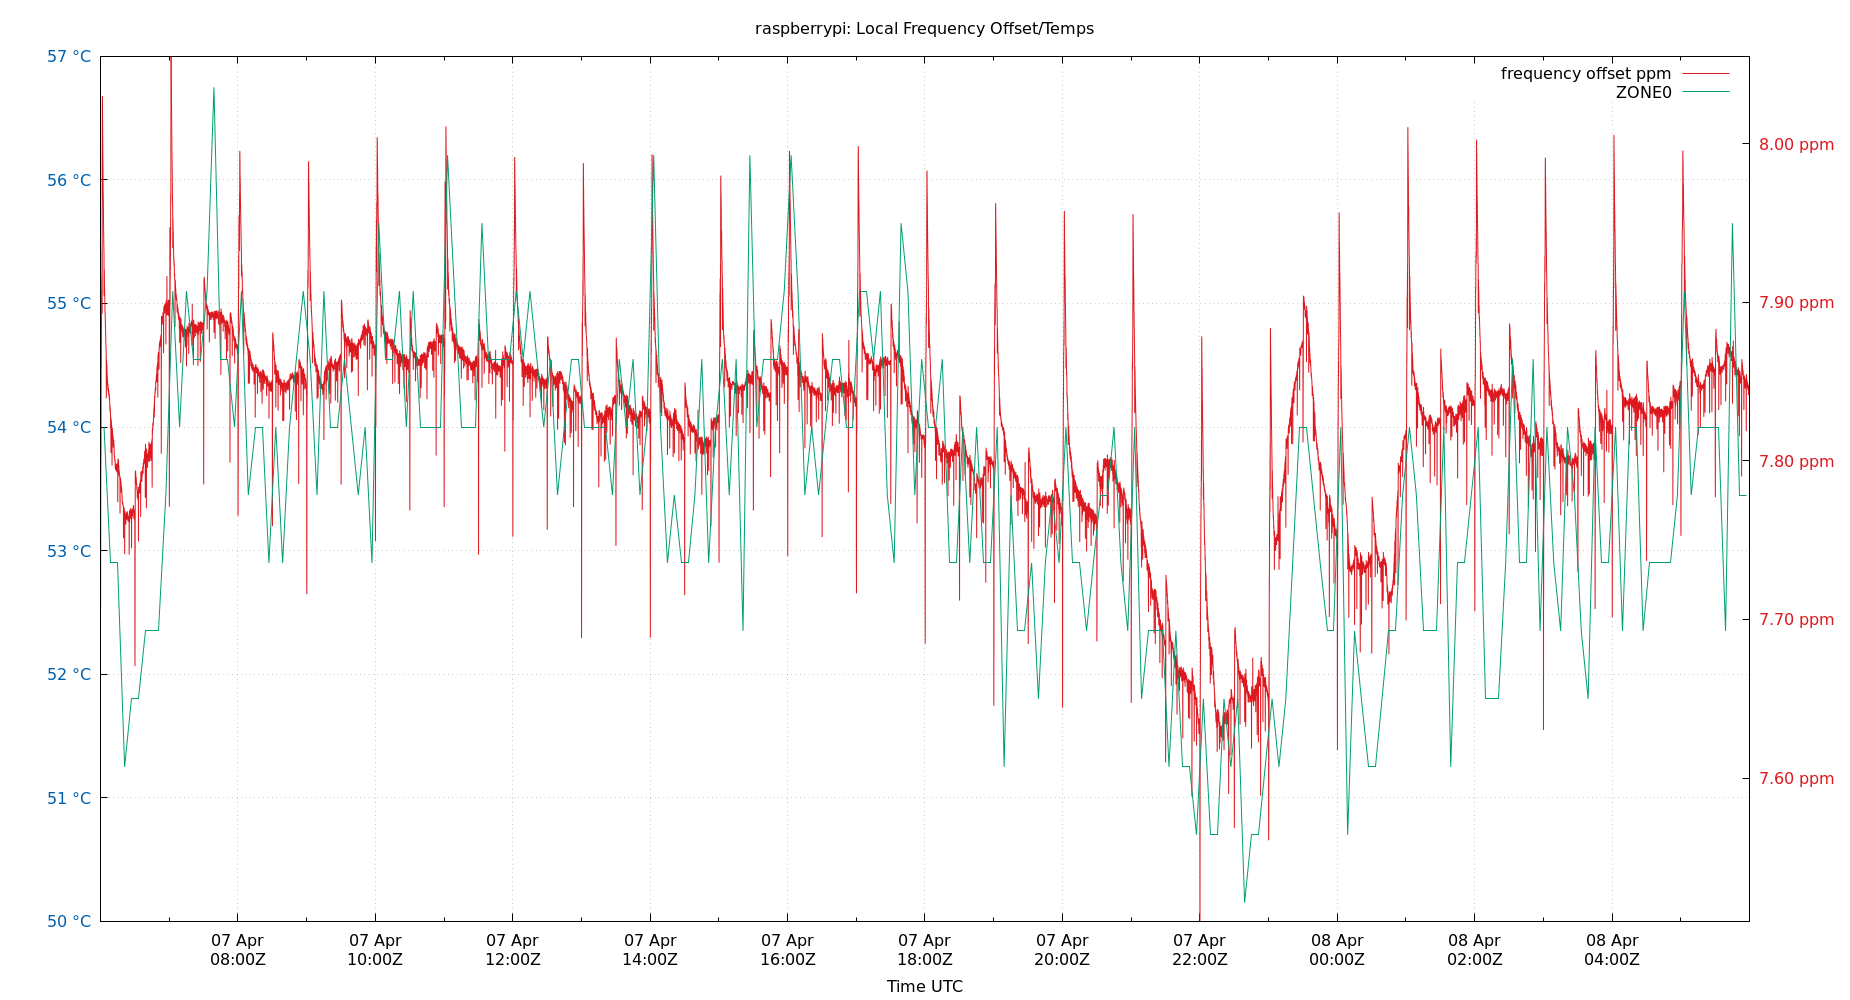 raspberrypi: Local Frequency Offset/Temps
57 °C
56 °C
55 °C
54 °C
53 °C
52 °C
51 °C
50 °C
frequency offset ppm
ZONE0
8.00 ppm
7.90 ppm
7.80 ppm
7.70 ppm
7.60 ppm
07 Apr
08:00Z
07 Apr
10:00Z
07 Apr
12:00Z
07 Apr
14:00Z
07 Apr
16:00Z
07 Apr
18:00Z
07 Apr
20:00Z
07 Apr
22:00Z
08 Apr
00:00Z
08 Apr
02:00Z
08 Apr
04:00Z
Time UTC